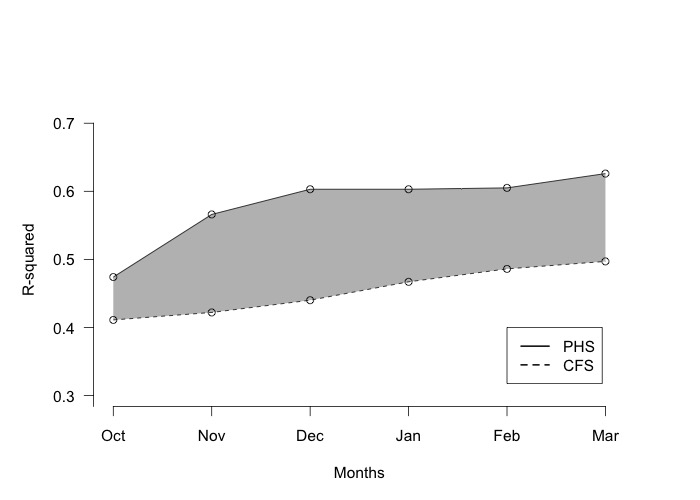 0.7
0.6
0.5
0.4
0.3
R-squared
PHS
CFS
Oct Nov Dec Jan Feb Mar
Months